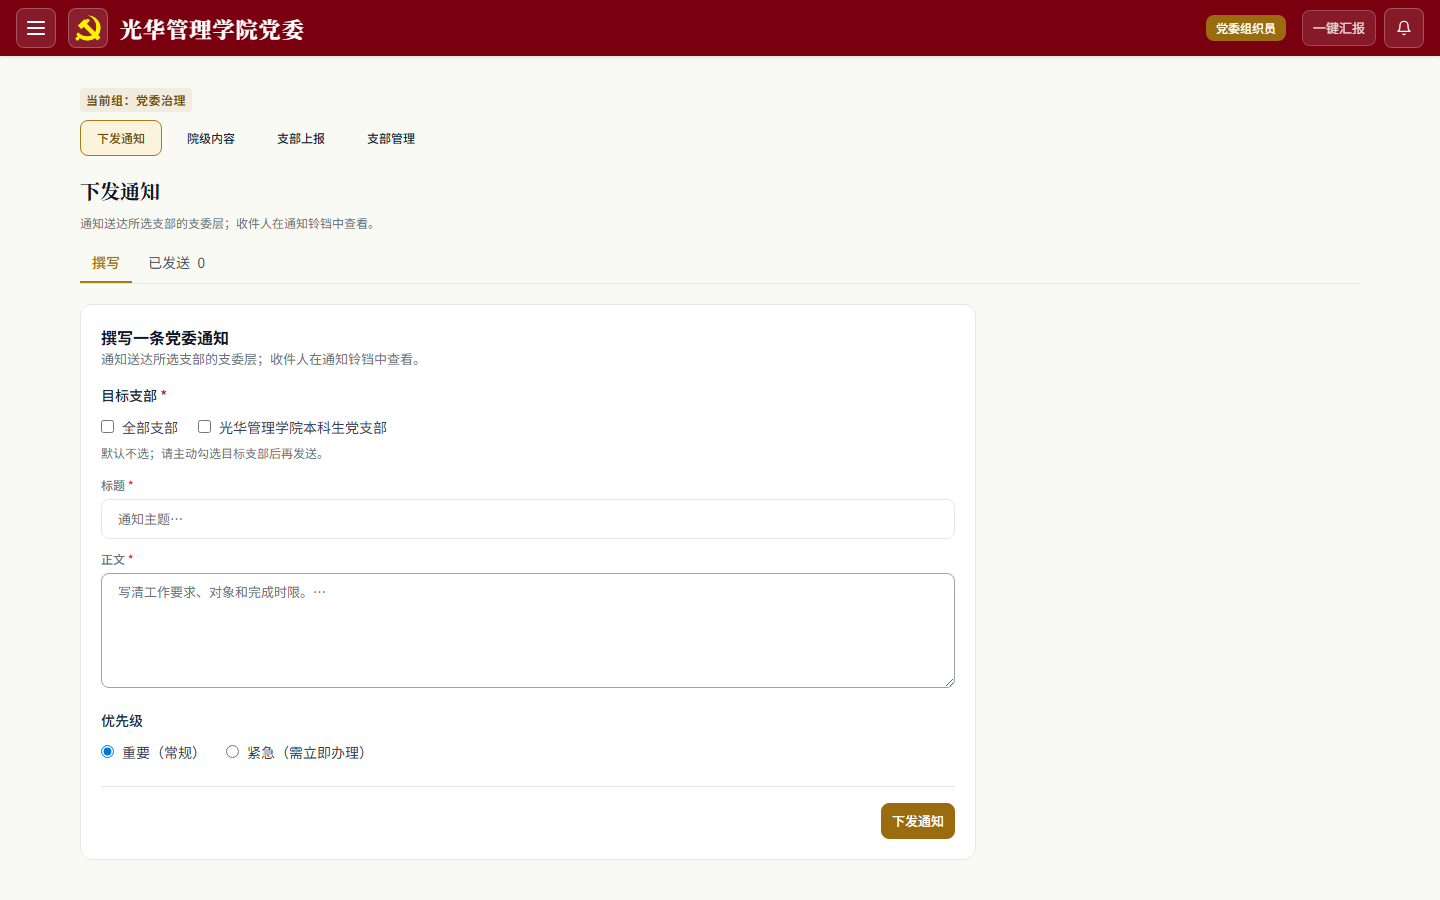 光华管理学院党委
党委组织员
一键汇报
当前组：党委治理
下发通知 院级内容 支部上报 支部管理
下发通知
通知送达所选支部的支委层；收件人在通知铃铛中查看。
撰写 已发送 0
撰写一条党委通知
通知送达所选支部的支委层；收件人在通知铃铛中查看。
目标支部 *
全部支部 光华管理学院本科生党支部
默认不选；请主动勾选目标支部后再发送。
标题 *
通知主题…
正文 *
写清工作要求、对象和完成时限。…
优先级
重要（常规） 紧急（需立即办理）
下发通知